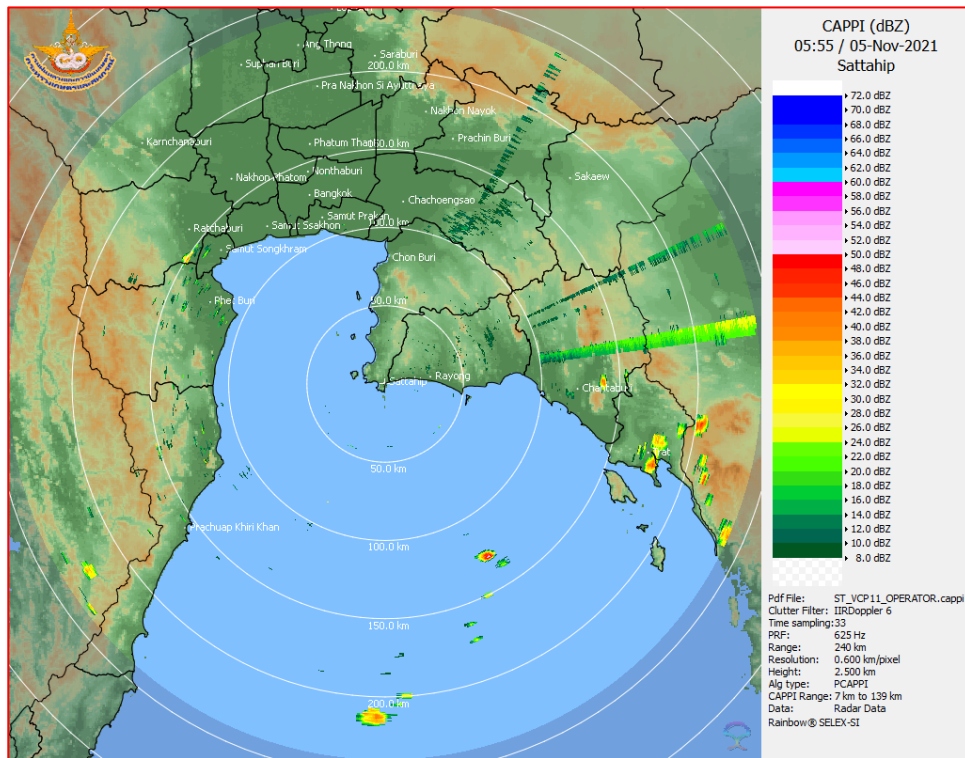 CAPPI (dBZ)
05:55 / 05-Nov-2021
Sattahip
72.0 dBZ
70.0 dBZ
68.0 dBZ
66.0 dBZ
64.0 dBZ
62.0 dBZ
60.0 dBZ
58.0 dBZ
56.0 dBZ
54.0 dBZ
52.0 dBZ
50.0 dBZ
48.0 dBZ
46.0 dBZ
44.0 dBZ
42.0 dBZ
40.0 dBZ
38.0 dBZ
36.0 dBZ
34.0 dBZ
32.0 dBZ
30.0 dBZ
28.0 dBZ
26.0 dBZ
24.0 dBZ
22.0 dBZ
20.0 dBZ
18.0 dBZ
16.0 dBZ
14.0 dBZ
12.0 dBZ
10.0 dBZ
8.0 dBZ
Pdf File: ST_VCP11_OPERATOR.cappi
Clutter Filter: IIRDoppler 6
Time sampling:33
PRF: 625 Hz
Range: 240 km
Resolution: 0.600 km/pixel
Height: 2.500 km
Alg type: PCAPPI
CAPPI Range: 7 km to 139 km
Data: Radar Data
Rainbow® SELEX-SI
Ang Thong
Saraburi
Suphan Buri
200.0 km
Pra Nakhon Si Ayutthaya
Nakhon Nayok
Karnchanaburi
Phatum Thani
Prachin Buri
Nonthaburi
Nakhon Phatom
Sakaew
Bangkok
Chachoengsao
Samut Prakan
Ratchaburi
Samut Ssakhon
Samut Songkhram
Chon Buri
Phet Buri
50.0 km
Sattahip
Rayong
Chantaburi
Trat
50.0 km
Prachuap Khiri Khan
100.0 km
150.0 km
200.0 km